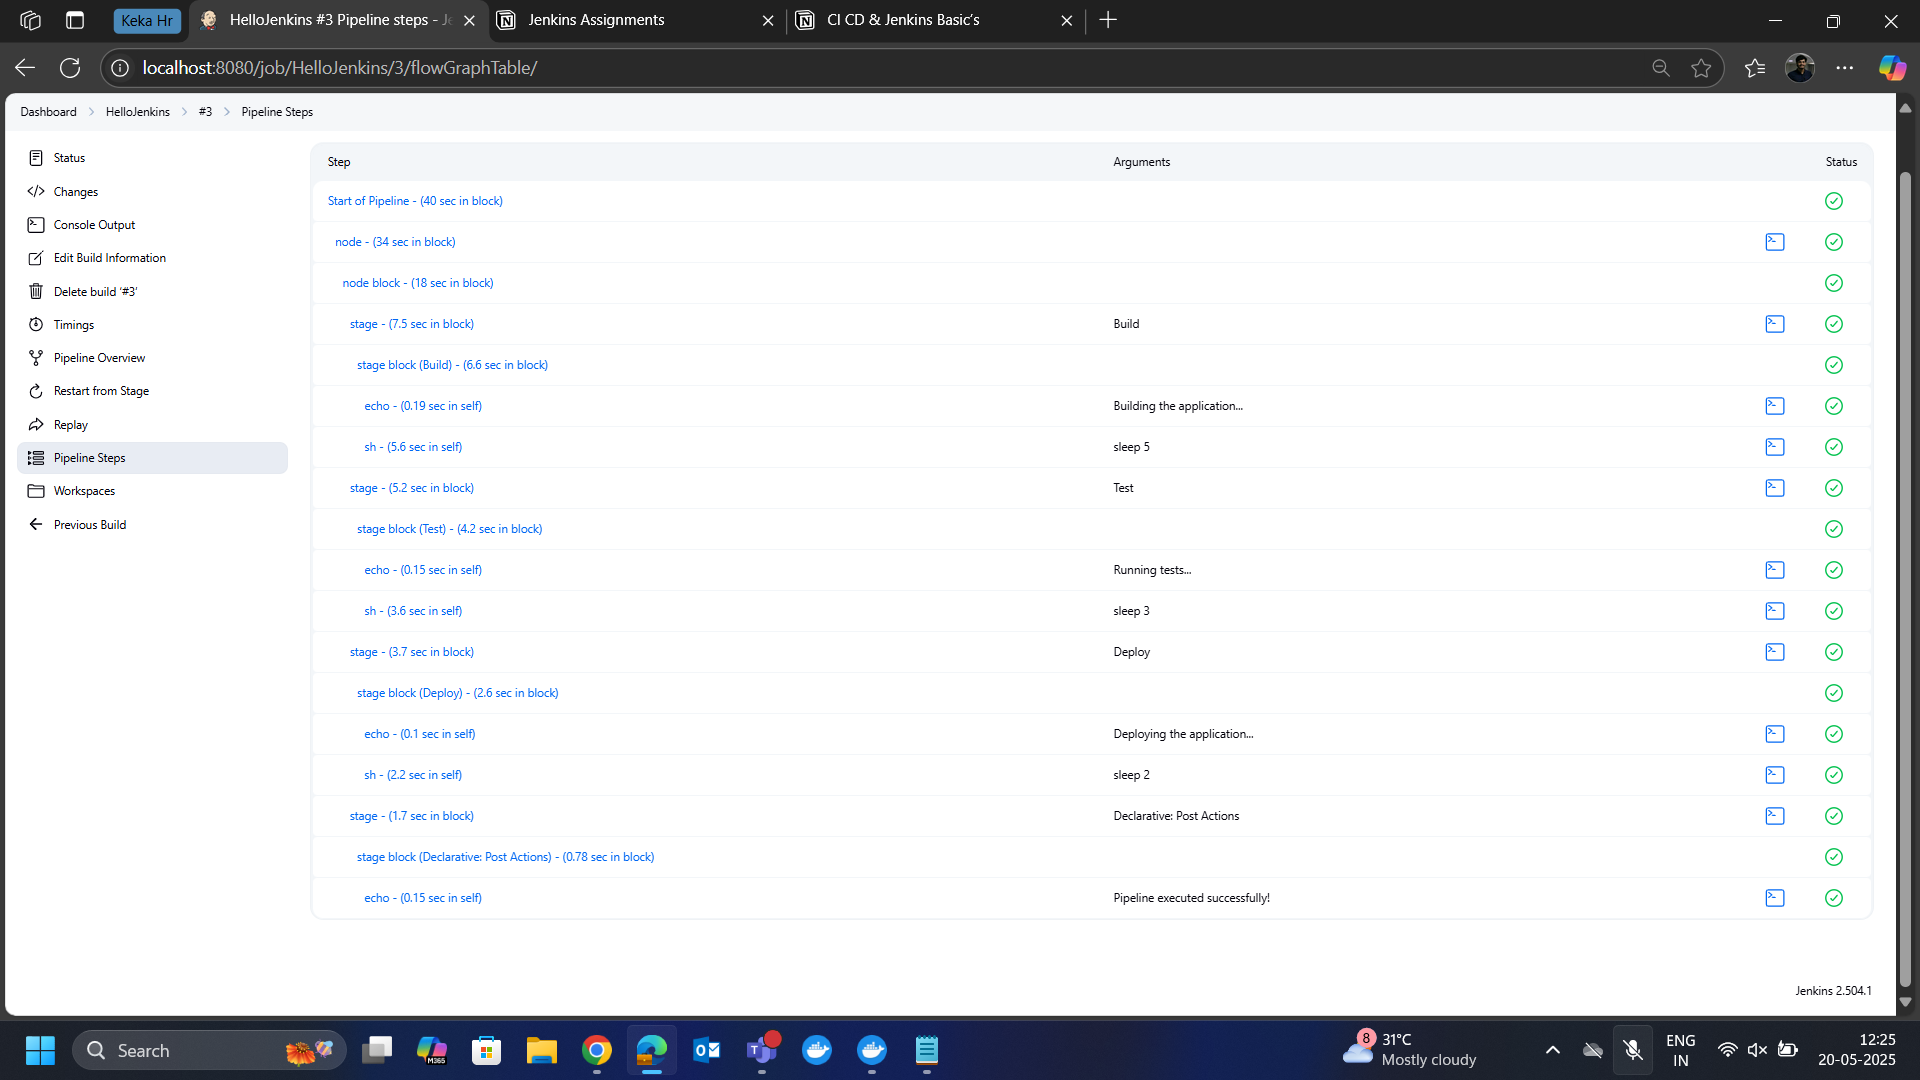 Keka Hr
HelloJenkins #3 Pipeline steps - Je
Jenkins Assignments
CI CD & Jenkins Basic's
localhost:8080/job/HelloJenkins/3/flowGraphTable/
Dashboard > HelloJenkins > #3 > Pipeline Steps
Status
Changes
Console Output
Edit Build Information
Delete build ‘#3’
Timings
Pipeline Overview
Restart from Stage
Replay
Pipeline Steps
Workspaces
Previous Build
Step Arguments Status
Start of Pipeline - (40 sec in block)
node - (34 sec in block)
node block - (18 sec in block)
stage - (7.5 sec in block) Build
stage block (Build) - (6.6 sec in block)
echo - (0.19 sec in self) Building the application...
sh - (5.6 sec in self) sleep 5
stage - (5.2 sec in block) Test
stage block (Test) - (4.2 sec in block)
echo - (0.15 sec in self) Running tests...
sh - (3.6 sec in self) sleep 3
stage - (3.7 sec in block) Deploy
stage block (Deploy) - (2.6 sec in block)
echo - (0.1 sec in self) Deploying the application...
sh - (2.2 sec in self) sleep 2
stage - (1.7 sec in block) Declarative: Post Actions
stage block (Declarative: Post Actions) - (0.78 sec in block)
echo - (0.15 sec in self) Pipeline executed successfully!
Jenkins 2.504.1
Search
M365
8
31°C
Mostly cloudy
ENG
IN
12:25
20-05-2025